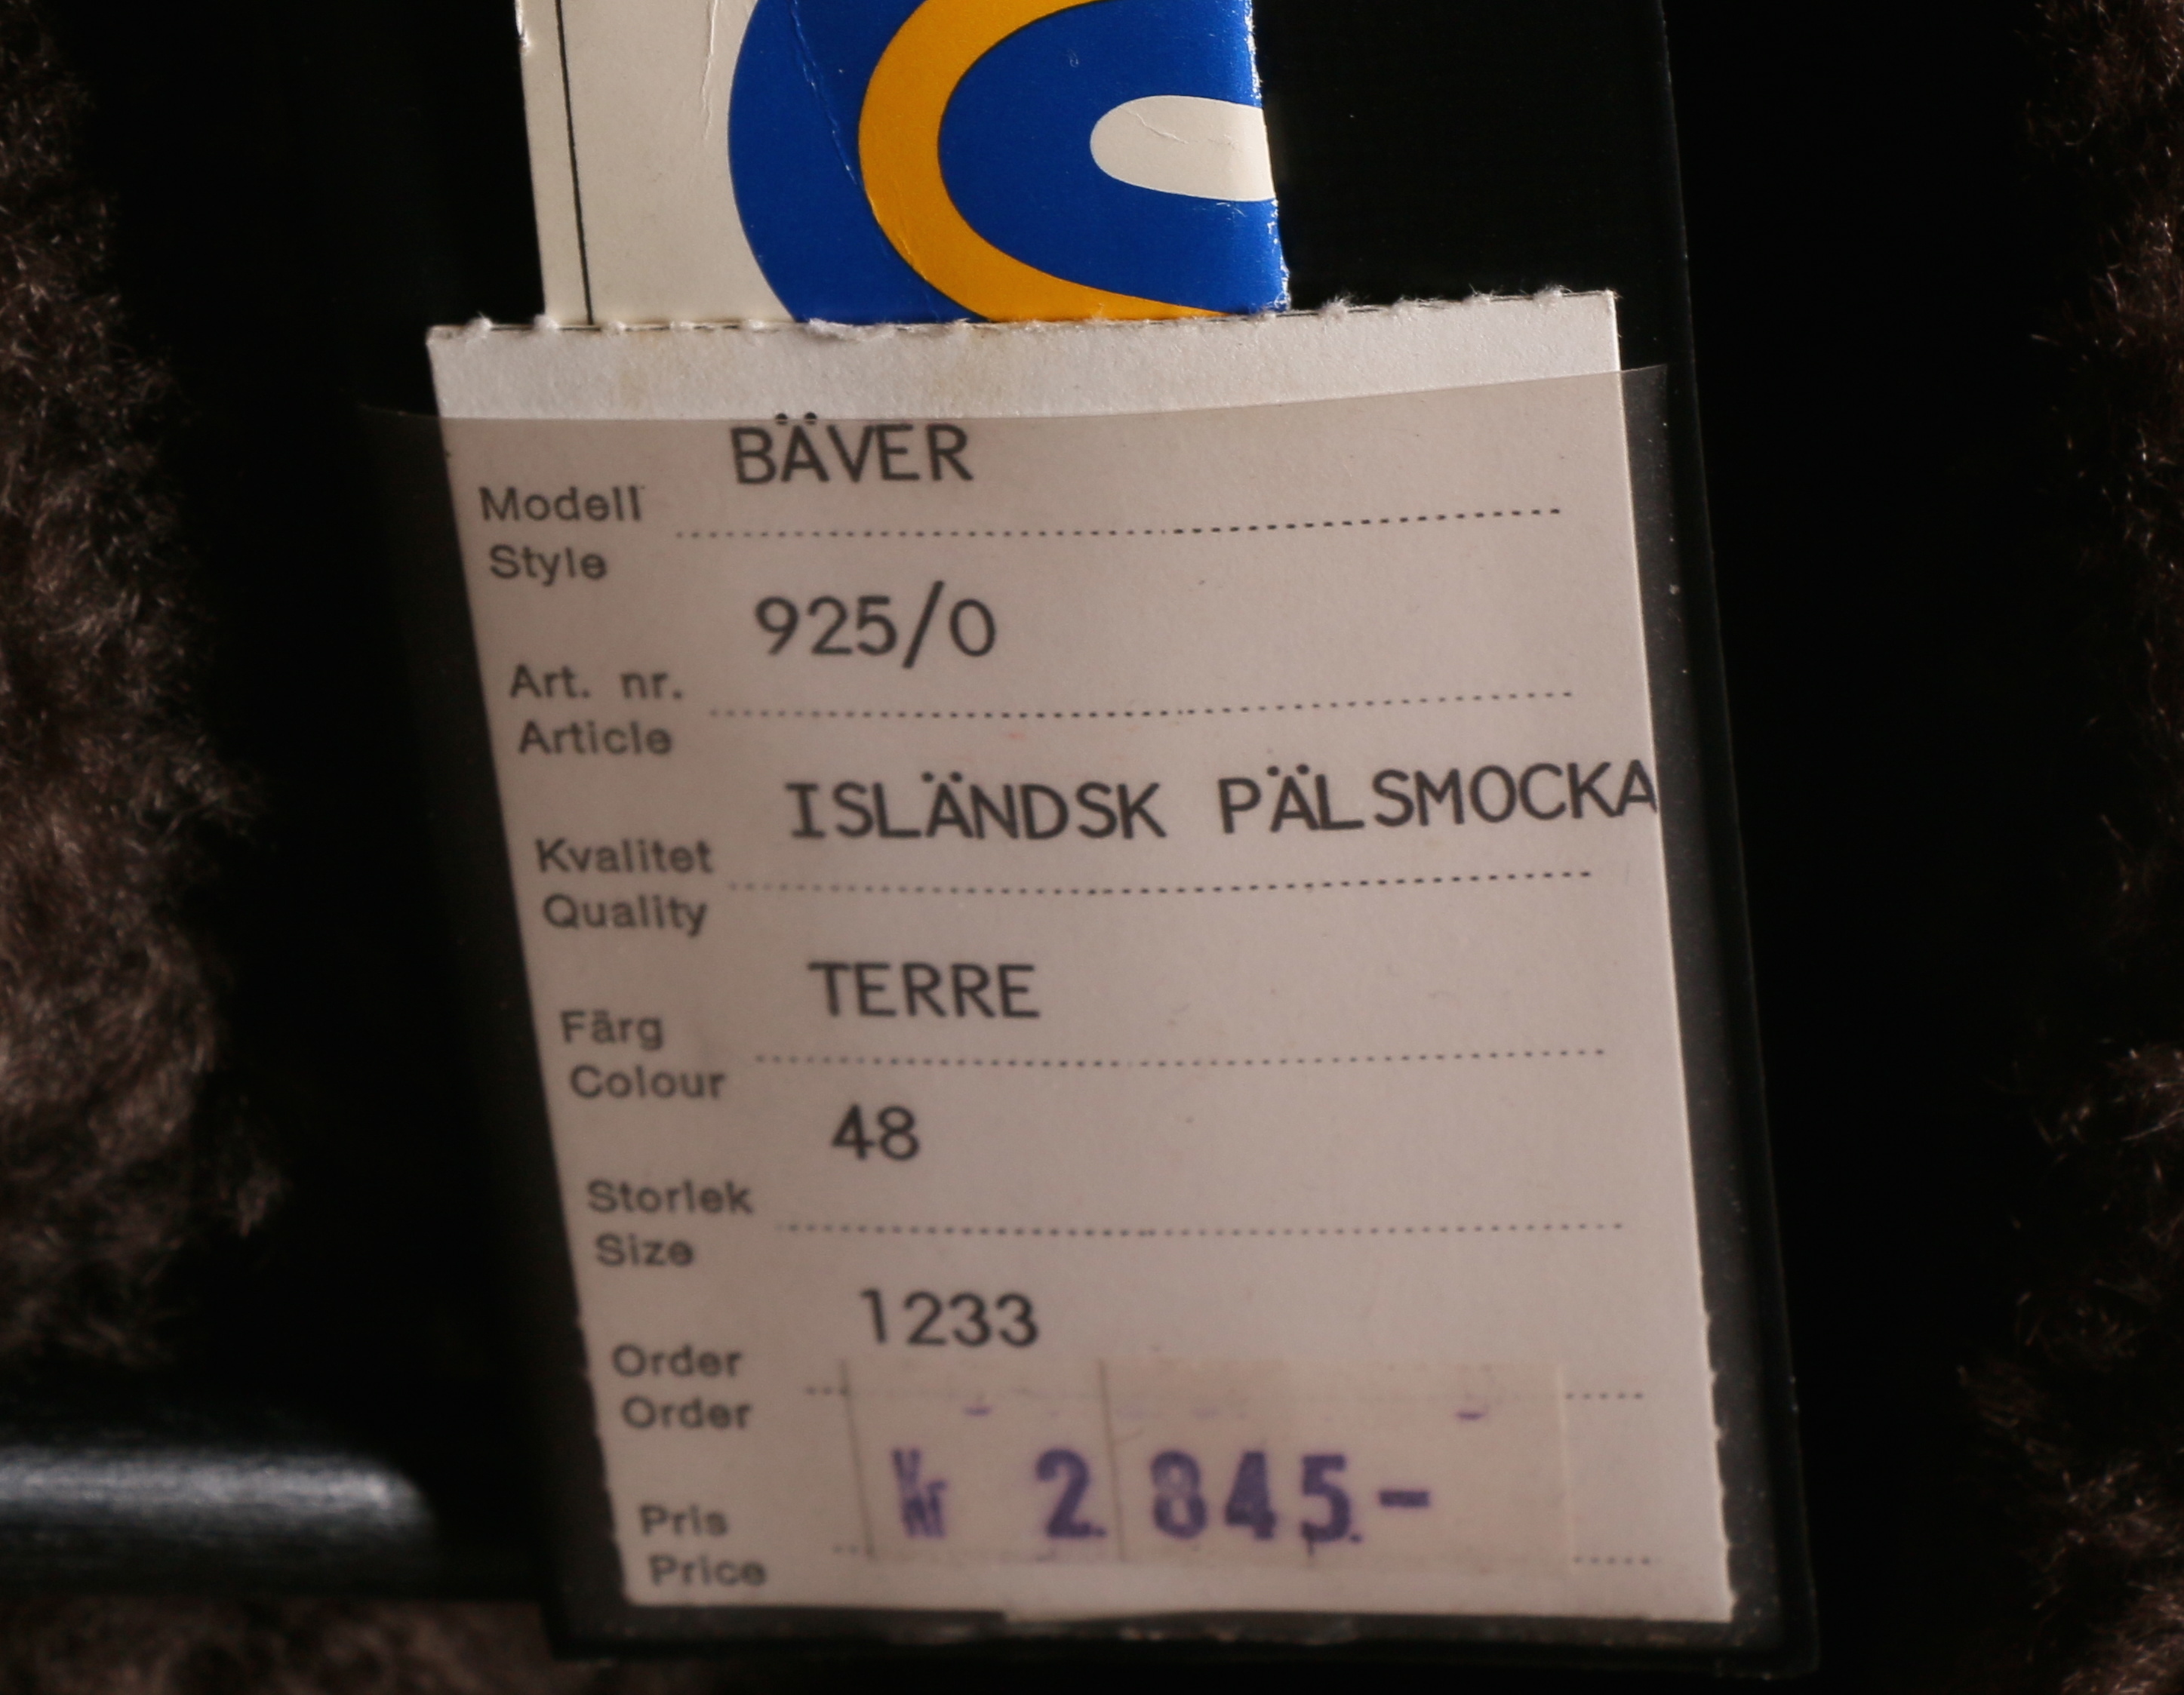 BÄVER
Modell
Style
925/0
Art. nr.
Article
ISLÄNDSK PÄLSMOCKA
Kvalitet
Quality
TERRE
Färg
Colour
48
Storlek
Size
1233
Order
Order
Kr 2.845.-
Pris
Price